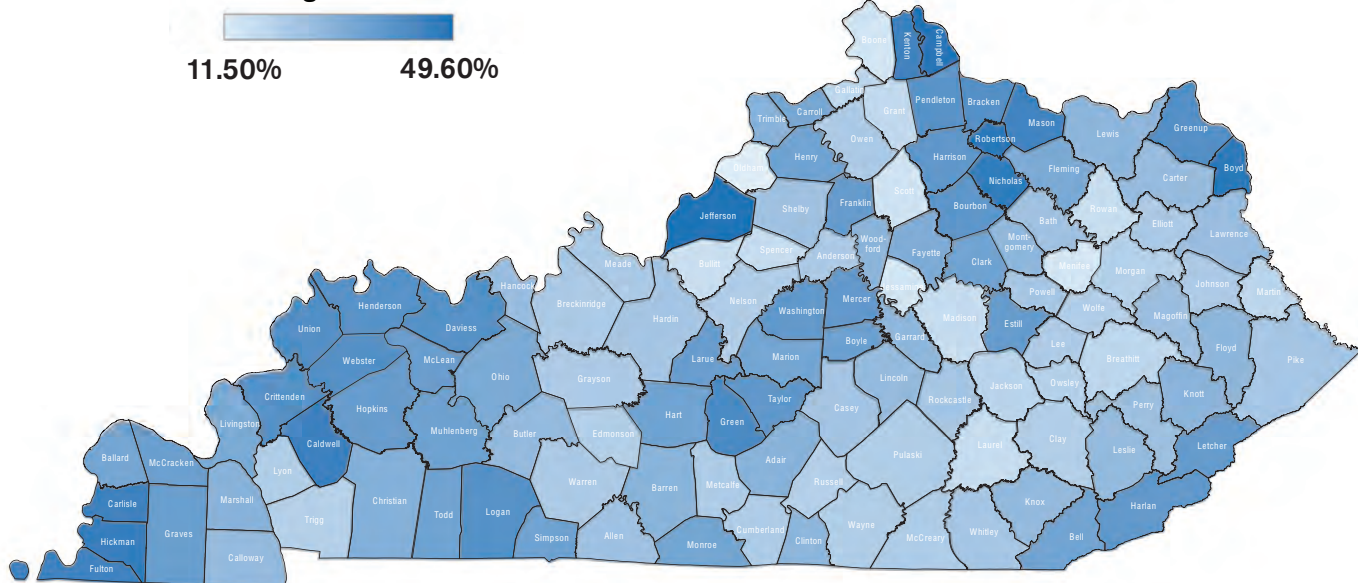 11.50% 49.60%
Boone
Kenton
Campbell
Gallatin
Grant
Pendleton
Bracken
Trimble
Carroll
Owen
Mason
Robertson
Lewis
Greenup
Boyd
Henry
Harrison
Fleming
Carter
Nicholas
Jefferson
Shelby
Franklin
Scott
Bourbon
Rowan
Bath
Elliott
Lawrence
Spencer
Anderson
Wood-
ford
Fayette
Mont-
gomery
Clark
Bullitt
Menifee
Morgan
Meade
Hancock
Breckinridge
Nelson
Mercer
Washington
Powell
Wolfe
Johnson
Martin
Magoffin
Henderson
Union
Daviess
Hardin
Madison
Estill
Boyle
Garrard
Lee
Floyd
Webster
McLean
Ohio
Grayson
Larue
Marion
Breathitt
Pike
Lincoln
Jackson
Owsley
Knott
Crittenden
Hopkins
Taylor
Casey
Rockcastle
Perry
Livingston
Hart
Green
Muhlenberg
Butler
Edmonson
Caldwell
Pulaski
Laurel
Clay
Leslie
Letcher
Ballard
McCracken
Lyon
Adair
Warren
Metcalfe
Russell
Barren
Carlisle
Marshall
Christian
Todd
Logan
Knox
Harlan
Graves
Trigg
Simpson
Allen
Cumberland
Wayne
Whitley
Hickman
Monroe
Clinton
McCreary
Bell
Calloway
Fulton